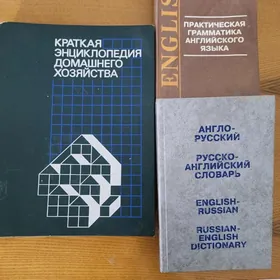 КРАТКАЯ
ЭНЦИКЛОПЕДИЯ
ДОМАШНЕГО
ХОЗЯЙСТВА
ENGLISH
ПРАКТИЧЕСКАЯ
ГРАММАТИКА
АНГЛИЙСКОГО
ЯЗЫКА
АНГЛО-
РУССКИЙ
РУССКО-
АНГЛИЙСКИЙ
СЛОВАРЬ
ENGLISH-
RUSSIAN
RUSSIAN-
ENGLISH
DICTIONARY